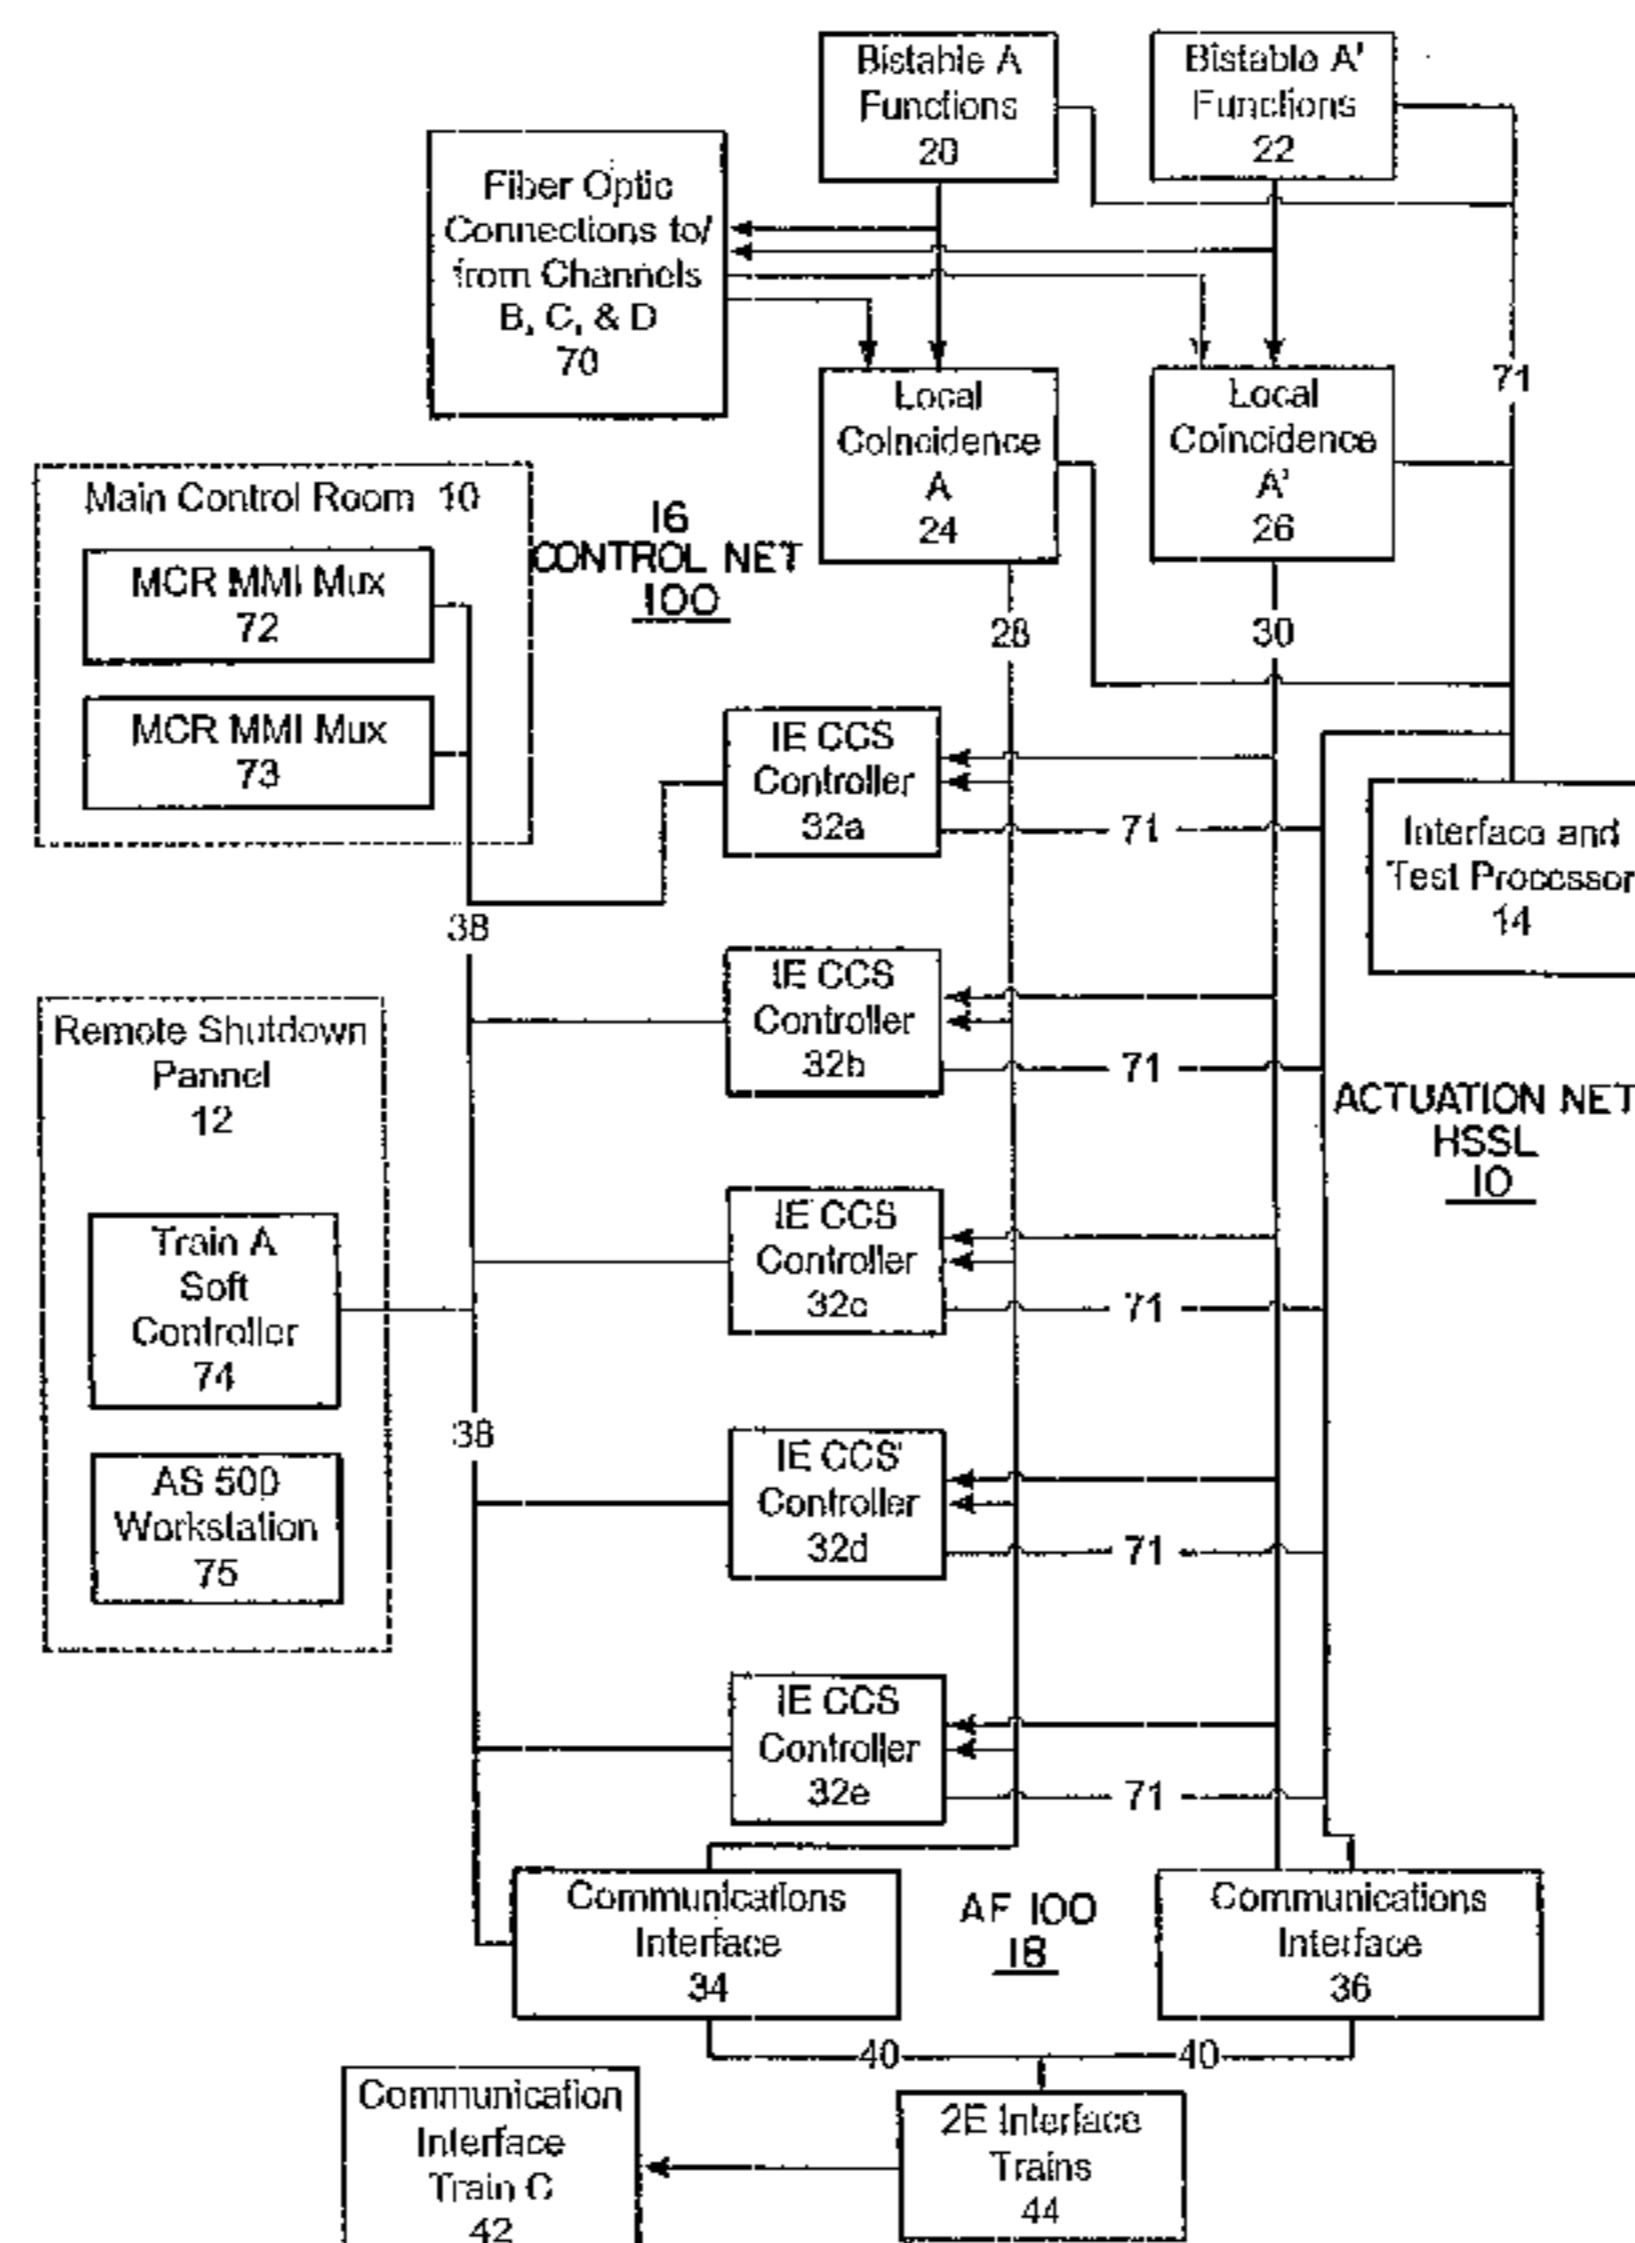 Bistable A
Functions
20
Bistable A'
Functions
22
Fiber Optic
Connections to/
from Channels
B, C, & D
70
Local
Coincidence
A
24
Local
Coincidence
A'
26
71
Main Control Room 10
MCR MMI Mux
72
MCR MMI Mux
73
16
CONTROL NET
100
28
30
IE CCS
Controller
32a
71
Interface and
Test Processor
14
38
IE CCS
Controller
32b
71
Remote Shutdown
Pannel
12
ACTUATION NET
HSSL
10
Train A
Soft
Controller
74
IE CCS
Controller
32c
71
38
AS 500
Workstation
75
IE CCS'
Controller
32d
71
IE CCS
Controller
32e
71
Communications
Interface
34
AF 100
18
Communications
Interface
36
40
40
Communication
Interface
Train C
42
2E Interface
Trains
44